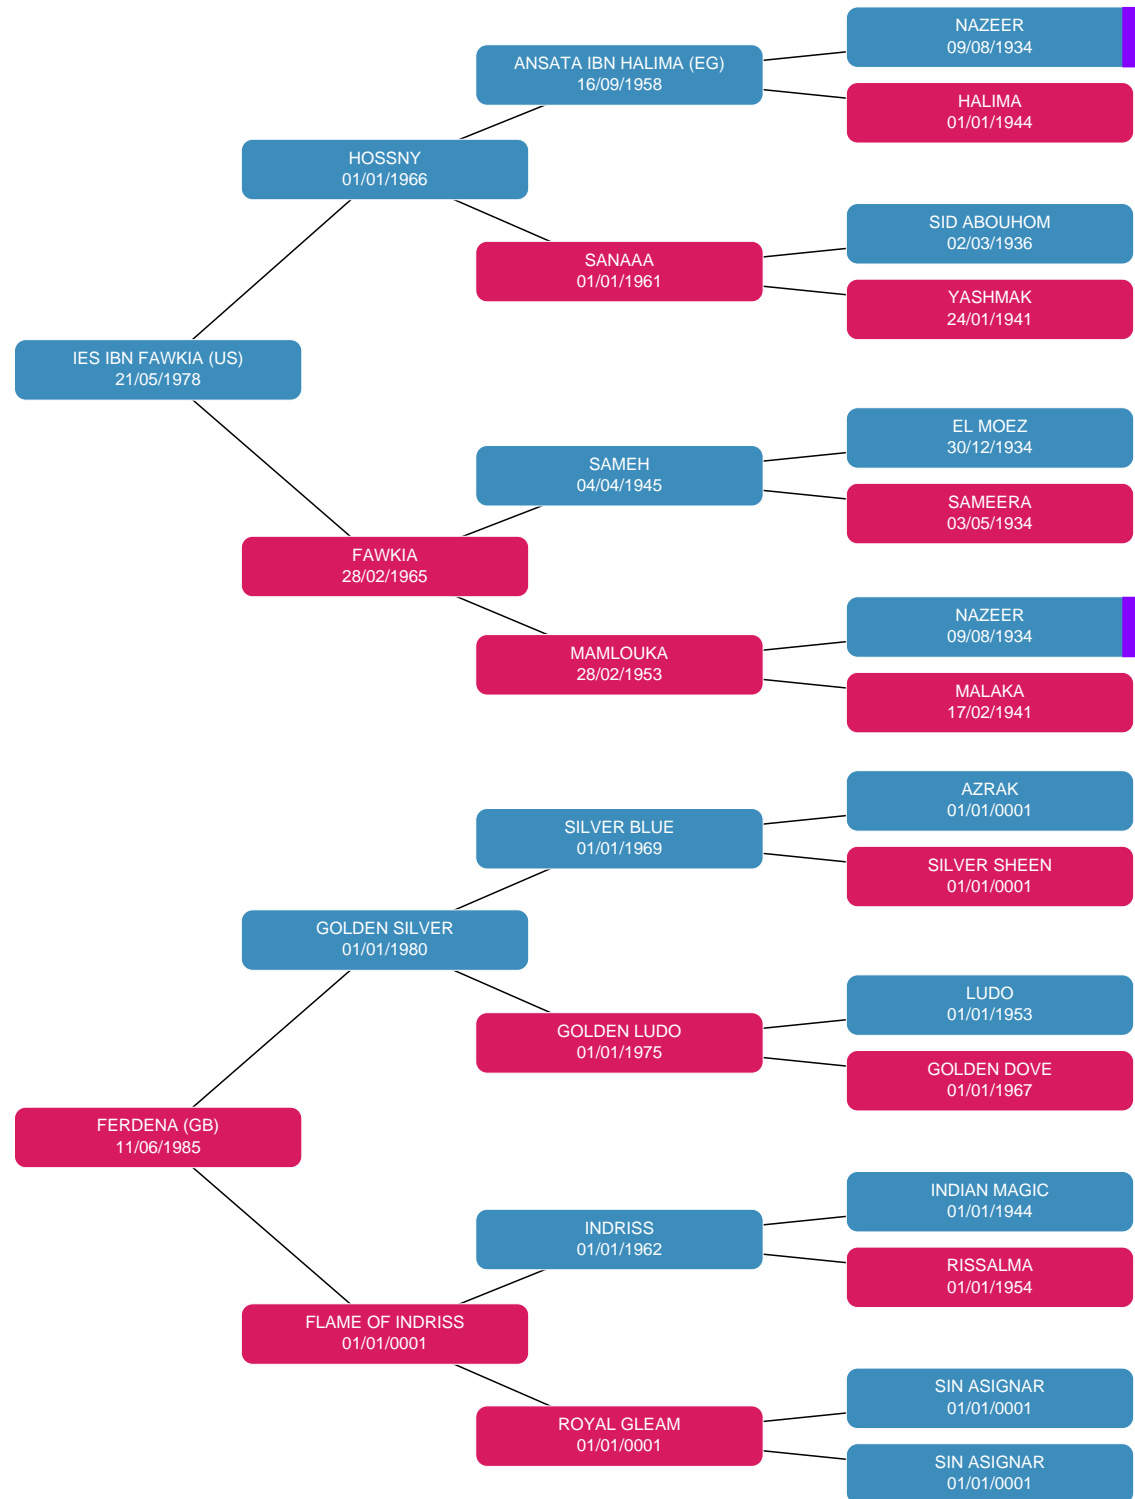 NAZEER
09/08/1934
ANSATA IBN HALIMA (EG)
16/09/1958
HALIMA
01/01/1944
HOSSNY
01/01/1966
SID ABOUHOM
02/03/1936
SANAAA
01/01/1961
YASHMAK
24/01/1941
IES IBN FAWKIA (US)
21/05/1978
EL MOEZ
30/12/1934
SAMEH
04/04/1945
SAMEERA
03/05/1934
FAWKIA
28/02/1965
NAZEER
09/08/1934
MAMLOUKA
28/02/1953
MALAKA
17/02/1941
AZRAK
01/01/0001
SILVER BLUE
01/01/1969
SILVER SHEEN
01/01/0001
GOLDEN SILVER
01/01/1980
LUDO
01/01/1953
GOLDEN LUDO
01/01/1975
GOLDEN DOVE
01/01/1967
FERDENA (GB)
11/06/1985
INDIAN MAGIC
01/01/1944
INDRISS
01/01/1962
RISSALMA
01/01/1954
FLAME OF INDRISS
01/01/0001
SIN ASIGNAR
01/01/0001
ROYAL GLEAM
01/01/0001
SIN ASIGNAR
01/01/0001